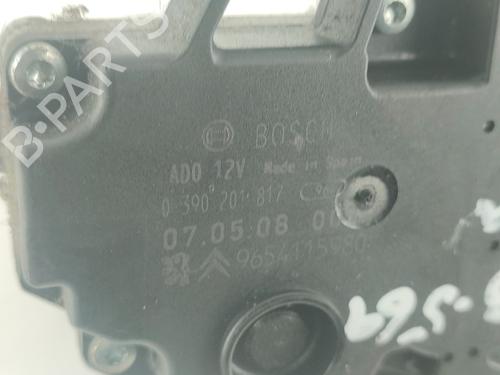 BOSCH
ADO 12V Made in Spain
0 390 201 817
07.05.08
9654115980
B-PARTS